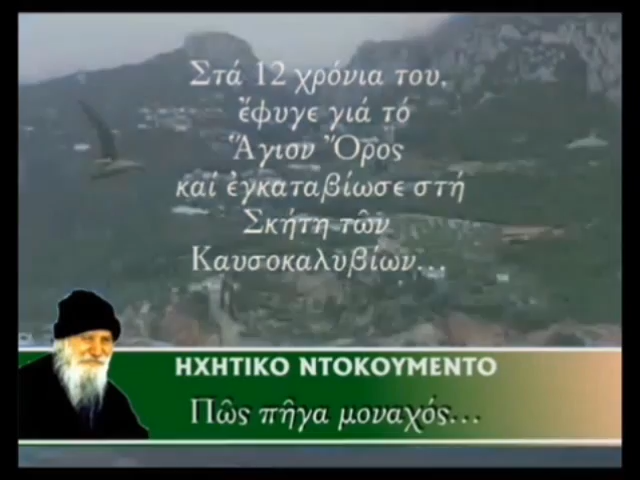 Στά 12 χρόνια του,
ἔφυγε γιά τό
Ἅγιον Ὄρος
καί ἐγκαταβίωσε στή
Σκήτη τῶν
Καυσοκαλυβίων...
ΗΧΗΤΙΚΟ ΝΤΟΚΟΥΜΕΝΤΟ
Πῶς πῆγα μοναχός...